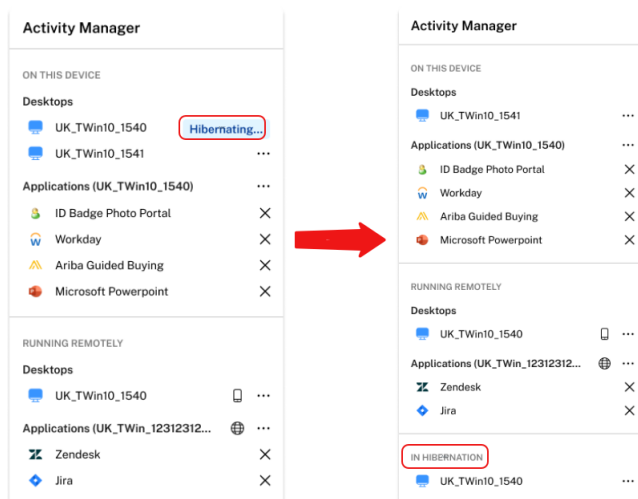 Activity Manager
ON THIS DEVICE
Desktops
UK_TWin10_1540 Hibernating...
UK_TWin10_1541
Applications (UK_TWin10_1540)
ID Badge Photo Portal
Workday
Ariba Guided Buying
Microsoft Powerpoint
RUNNING REMOTELY
Desktops
UK_TWin10_1540
Applications (UK_TWin_12312312...
Zendesk
Jira
Activity Manager
ON THIS DEVICE
Desktops
UK_TWin10_1541
Applications (UK_TWin10_1540)
ID Badge Photo Portal
Workday
Ariba Guided Buying
Microsoft Powerpoint
RUNNING REMOTELY
Desktops
UK_TWin10_1540
Applications (UK_TWin_12312312...
Zendesk
Jira
IN HIBERNATION
UK_TWin10_1540